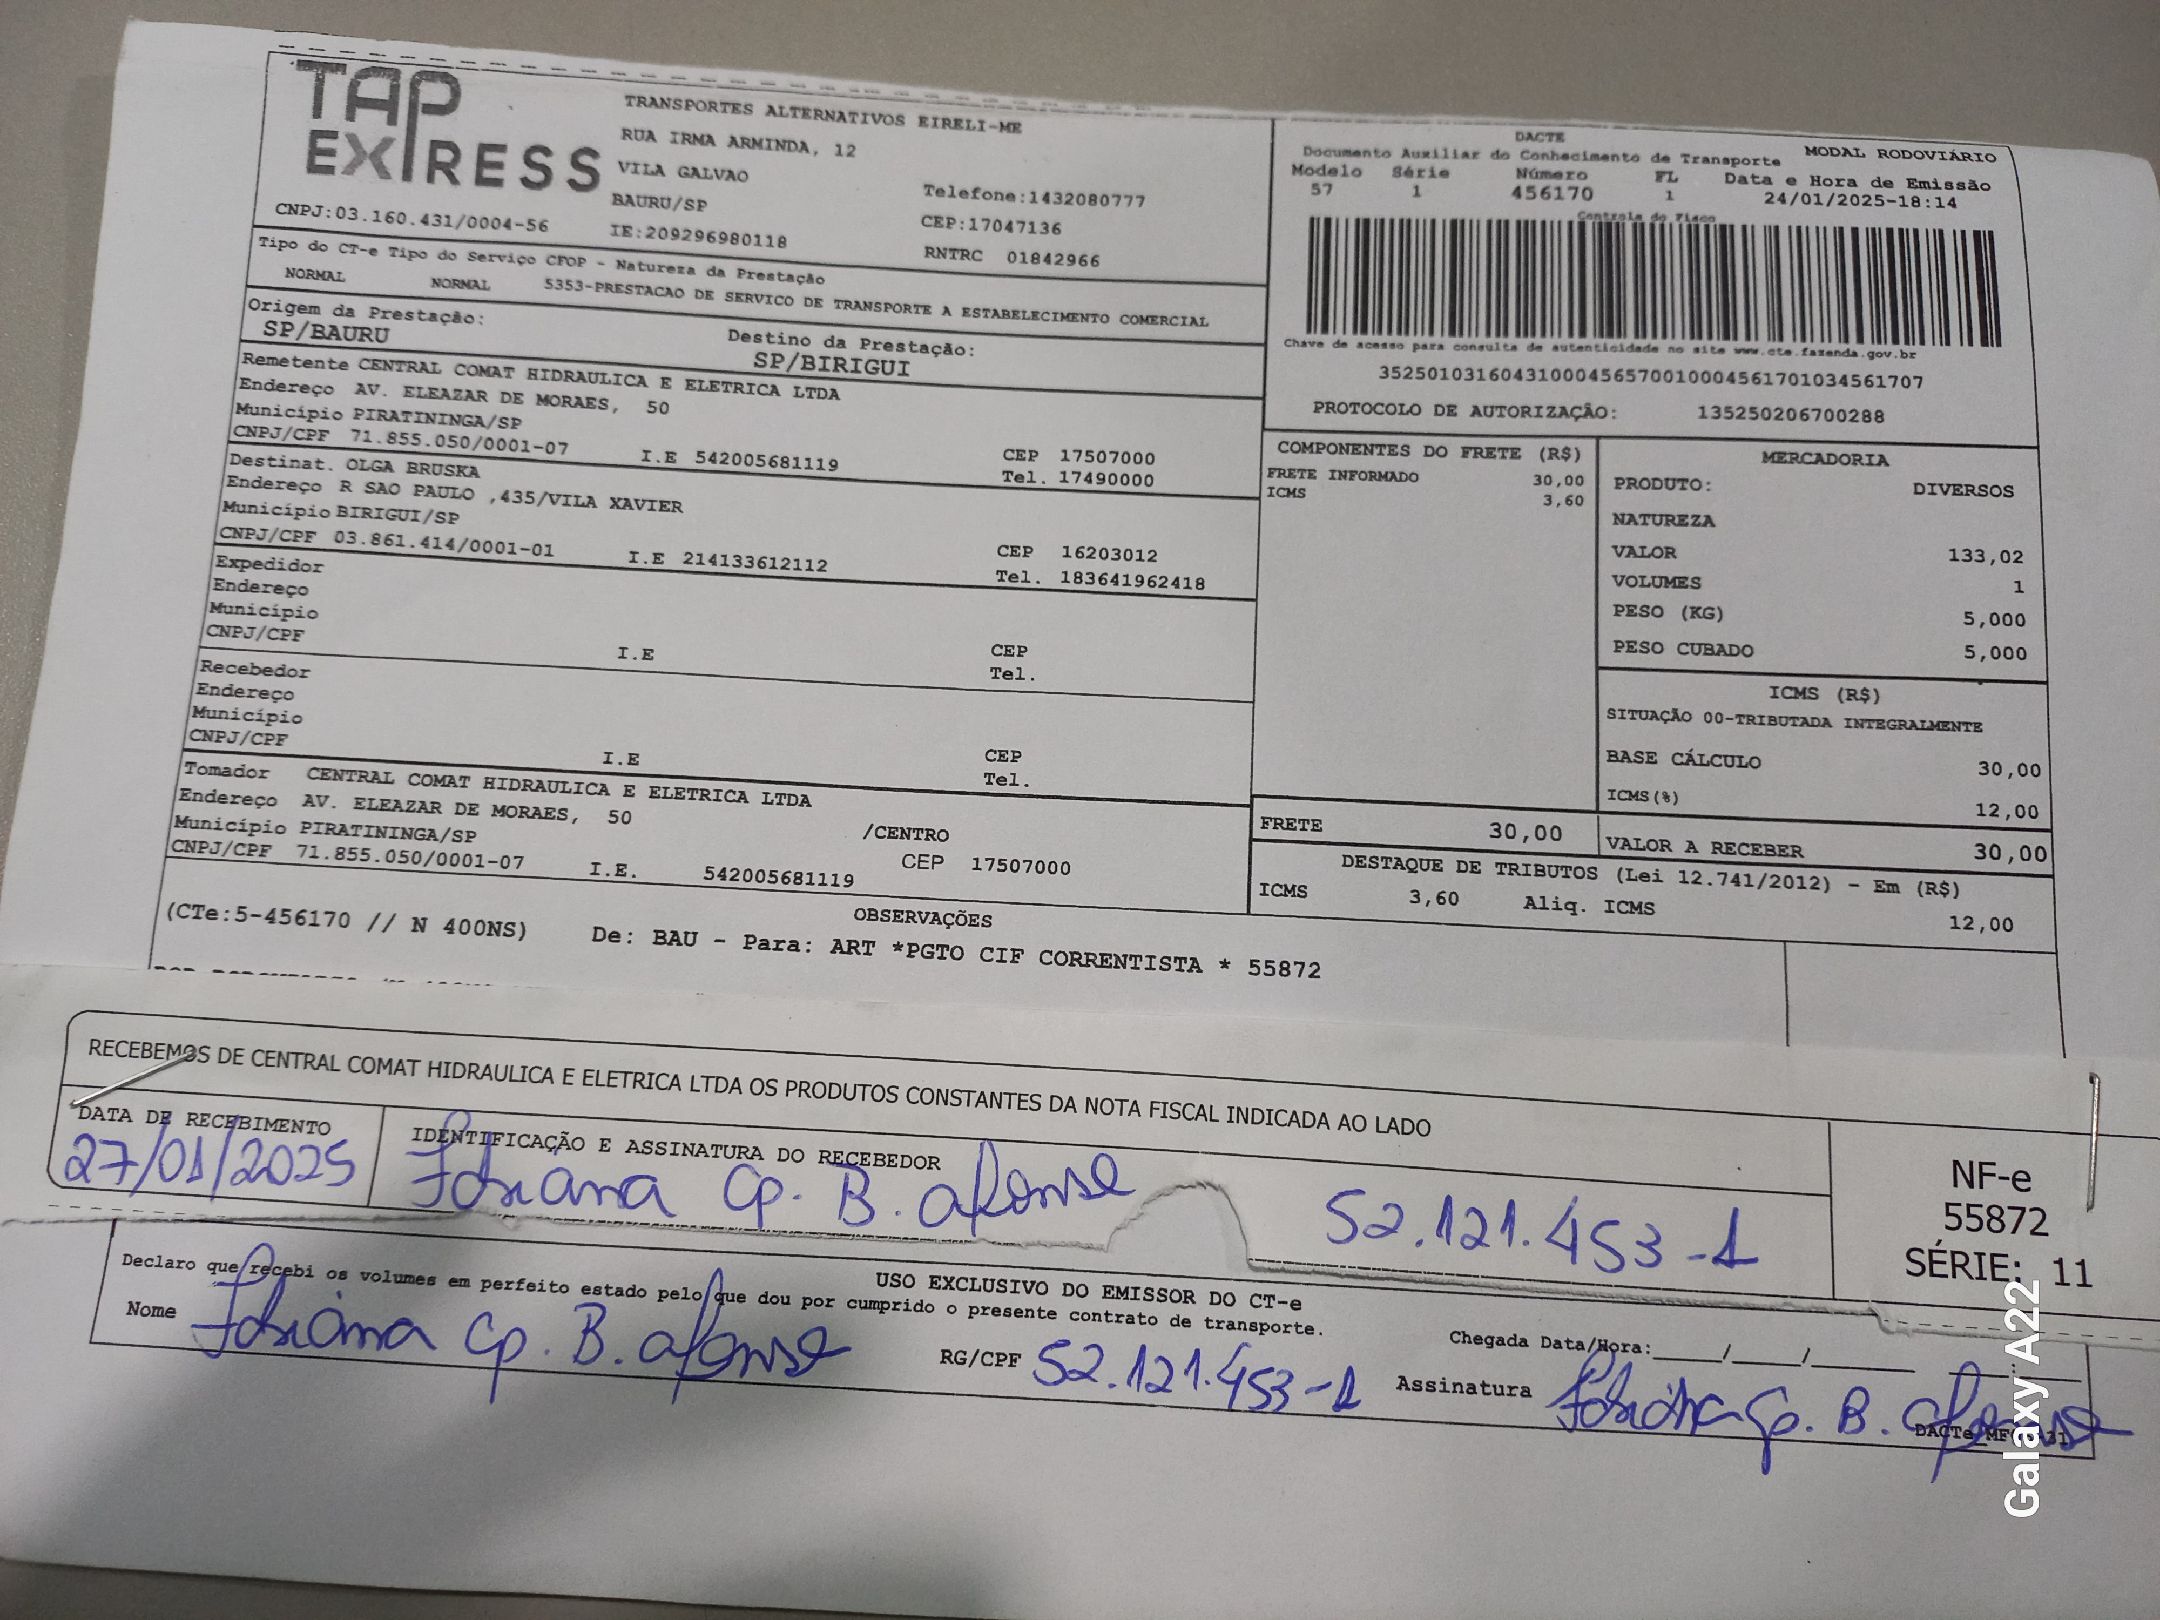 TAP EXPRESS
TRANSPORTES ALTERNATIVOS EIRELI-ME
RUA IRMA ARMINDA, 12
VILA GALVAO
BAURU/SP
Telefone:1432080777
CNPJ:03.160.431/0004-56
IE:209296980118
CEP:17047136
RNTRC 01842966
Tipo do CT-e Tipo do Serviço CFOP - Natureza da Prestação
NORMAL NORMAL 5353-PRESTACAO DE SERVICO DE TRANSPORTE A ESTABELECIMENTO COMERCIAL
Origem da Prestação:
SP/BAURU
Destino da Prestação:
SP/BIRIGUI
Remetente CENTRAL COMAT HIDRAULICA E ELETRICA LTDA
Endereço AV. ELEAZAR DE MORAES, 50
Município PIRATININGA/SP
CNPJ/CPF 71.855.050/0001-07 I.E 542005681119 CEP 17507000
Tel. 17490000
Destinat. OLGA BRUSKA
Endereço R SAO PAULO ,435/VILA XAVIER
Município BIRIGUI/SP
CNPJ/CPF 03.861.414/0001-01 I.E 214133612112 CEP 16203012
Tel. 183641962418
Expedidor
Endereço
Município
CNPJ/CPF I.E CEP
Tel.
Recebedor
Endereço
Município
CNPJ/CPF I.E CEP
Tel.
Tomador CENTRAL COMAT HIDRAULICA E ELETRICA LTDA
Endereço AV. ELEAZAR DE MORAES, 50 /CENTRO
Município PIRATININGA/SP CEP 17507000
CNPJ/CPF 71.855.050/0001-07 I.E. 542005681119
DACTE
Documento Auxiliar do Conhecimento de Transporte MODAL RODOVIÁRIO
Modelo Série Número FL Data e Hora de Emissão
57 1 456170 1 24/01/2025-18:14
Controle do Fisco
Chave de acesso para consulta de autenticidade no site www.cte.fazenda.gov.br
35250103160431000456570010004561701034561707
PROTOCOLO DE AUTORIZAÇÃO: 135250206700288
COMPONENTES DO FRETE (R$)
FRETE INFORMADO 30,00
ICMS 3,60
MERCADORIA
PRODUTO: DIVERSOS
NATUREZA
VALOR 133,02
VOLUMES 1
PESO (KG) 5,000
PESO CUBADO 5,000
ICMS (R$)
SITUAÇÃO 00-TRIBUTADA INTEGRALMENTE
BASE CÁLCULO 30,00
ICMS(%) 12,00
FRETE 30,00 VALOR A RECEBER 30,00
DESTAQUE DE TRIBUTOS (Lei 12.741/2012) - Em (R$)
ICMS 3,60 Aliq. ICMS 12,00
OBSERVAÇÕES
(CTe:5-456170 // N 400NS) De: BAU - Para: ART *PGTO CIF CORRENTISTA * 55872
RECEBEMOS DE CENTRAL COMAT HIDRAULICA E ELETRICA LTDA OS PRODUTOS CONSTANTES DA NOTA FISCAL INDICADA AO LADO
DATA DE RECEBIMENTO
27/01/2025
IDENTIFICAÇÃO E ASSINATURA DO RECEBEDOR
Fabiana Ap. B. Afonso 52.121.453-1
NF-e
55872
SÉRIE: 11
USO EXCLUSIVO DO EMISSOR DO CT-e
Declaro que recebi os volumes em perfeito estado pelo que dou por cumprido o presente contrato de transporte.
Nome Fabiana Ap. B. Afonso RG/CPF 52.121.453-1
Chegada Data/Hora:____/____/____
Assinatura Fabiana Ap. B. Afonso
Galaxy A22